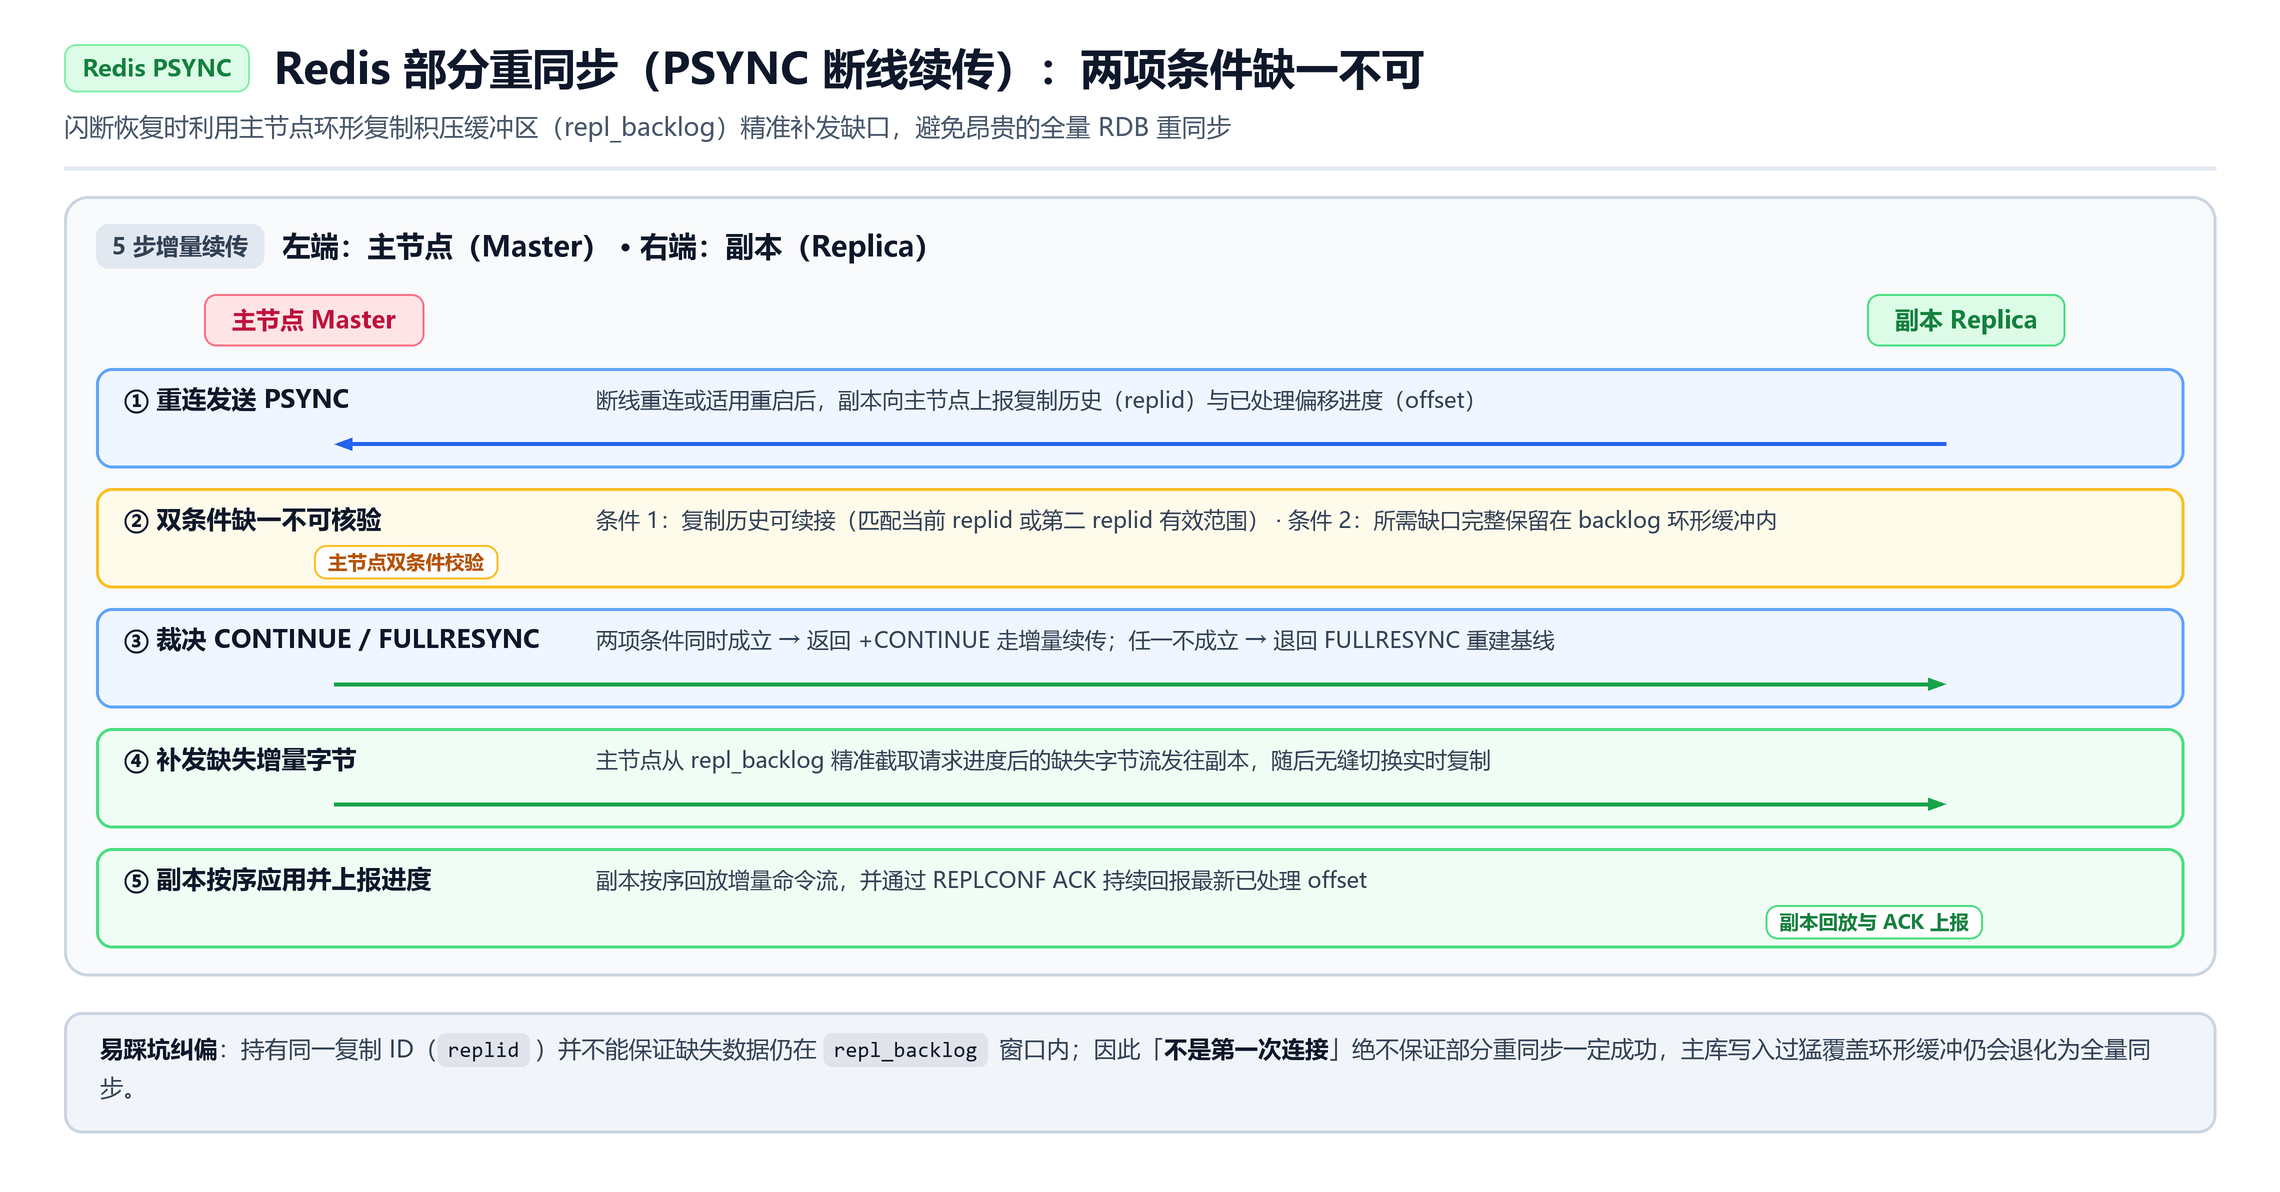 Redis PSYNC
Redis 部分重同步（PSYNC 断线续传）：两项条件缺一不可
闪断恢复时利用主节点环形复制积压缓冲区（repl_backlog）精准补发缺口，避免昂贵的全量 RDB 重同步
5 步增量续传
左端：主节点（Master） • 右端：副本（Replica）
主节点 Master
副本 Replica
① 重连发送 PSYNC
断线重连或适用重启后，副本向主节点上报复制历史（replid）与已处理偏移进度（offset）
② 双条件缺一不可核验
条件 1：复制历史可续接（匹配当前 replid 或第二 replid 有效范围） · 条件 2：所需缺口完整保留在 backlog 环形缓冲内
主节点双条件校验
③ 裁决 CONTINUE / FULLRESYNC
两项条件同时成立 → 返回 +CONTINUE 走增量续传；任一不成立 → 退回 FULLRESYNC 重建基线
④ 补发缺失增量字节
主节点从 repl_backlog 精准截取请求进度后的缺失字节流发往副本，随后无缝切换实时复制
⑤ 副本按序应用并上报进度
副本按序回放增量命令流，并通过 REPLCONF ACK 持续回报最新已处理 offset
副本回放与 ACK 上报
易踩坑纠偏：持有同一复制 ID（replid）并不能保证缺失数据仍在 repl_backlog 窗口内；因此「不是第一次连接」绝不保证部分重同步一定成功，主库写入过猛覆盖环形缓冲仍会退化为全量同
步。